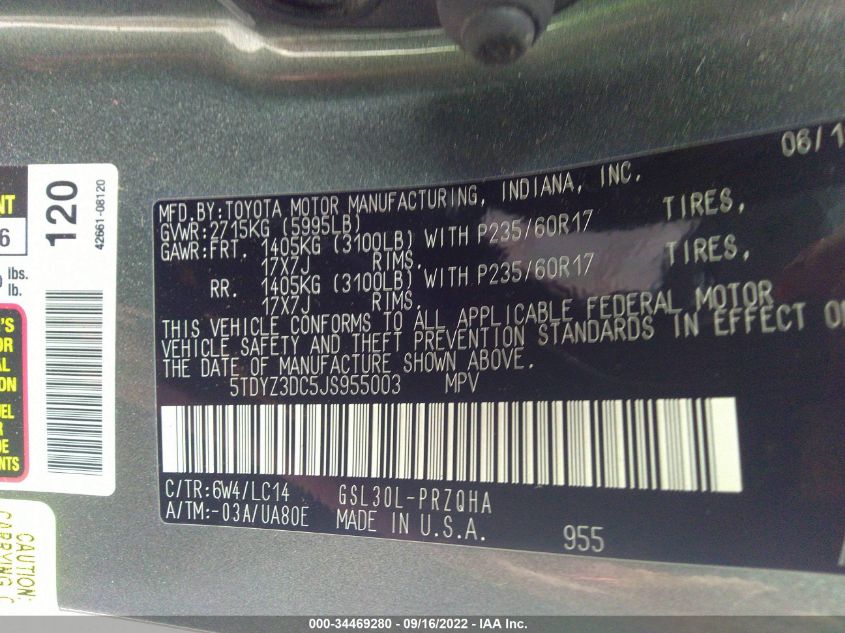 06/1
MFD.BY:TOYOTA MOTOR MANUFACTURING, INDIANA, INC.
GVWR:2715KG (5995LB)
GAWR:FRT. 1405KG (3100LB) WITH P235/60R17 TIRES,
17X7J RIMS,
RR. 1405KG (3100LB) WITH P235/60R17 TIRES,
17X7J RIMS,
THIS VEHICLE CONFORMS TO ALL APPLICABLE FEDERAL MOTOR
VEHICLE SAFETY AND THEFT PREVENTION STANDARDS IN EFFECT
THE DATE OF MANUFACTURE SHOWN ABOVE.
5TDYZ3DC5JS955003 MPV
C/TR:6W4/LC14 GSL30L-PRZQHA
A/TM:-03A/UA80E MADE IN U.S.A. 955
120
42661-08120
lbs.
lb.
CAUTION:
CARRYING C
000-34469280 - 09/16/2022 - IAA Inc.